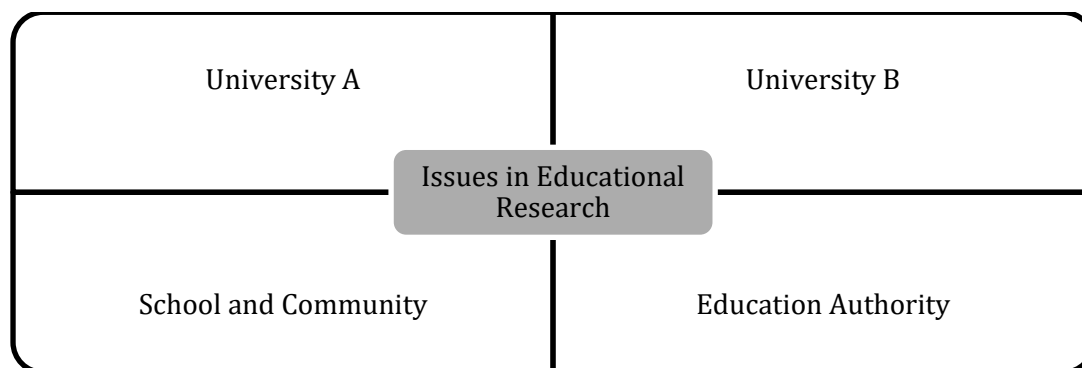 University A
University B
Issues in Educational
Research
School and Community
Education Authority